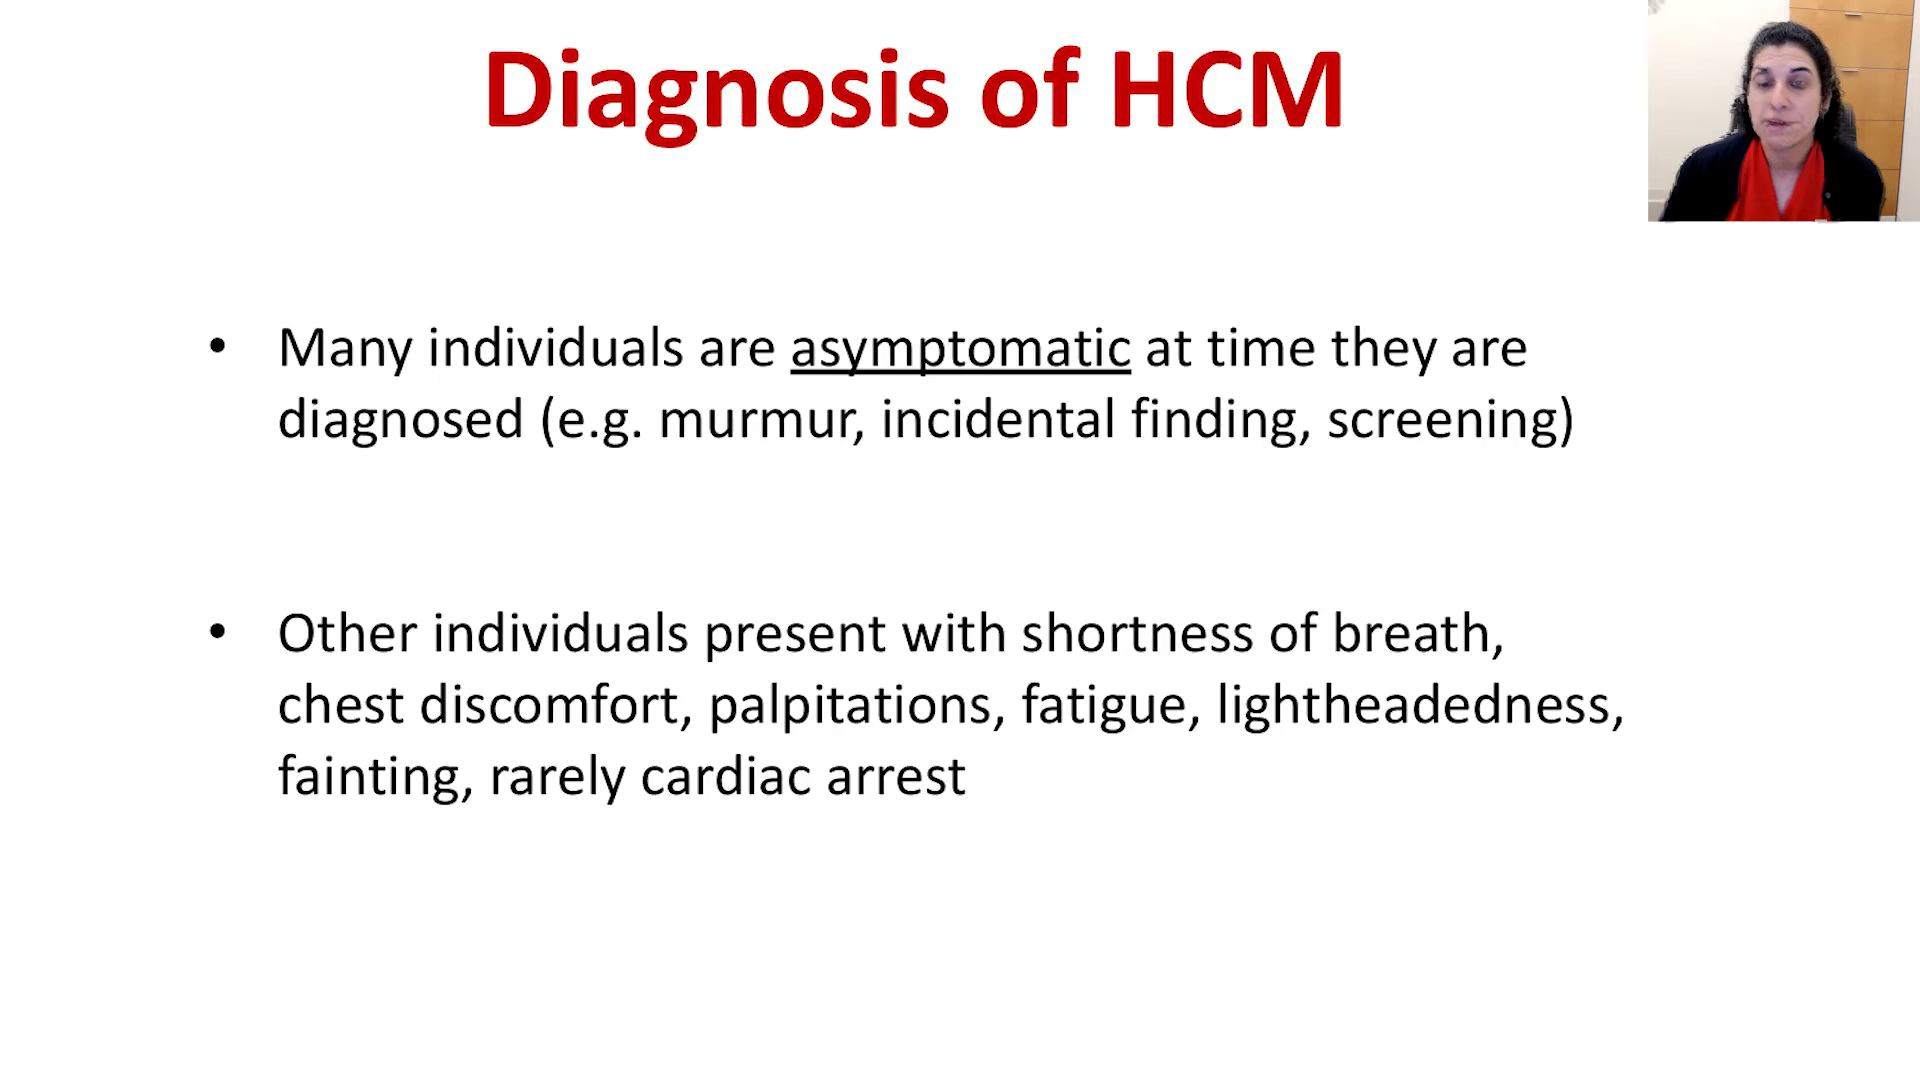 Diagnosis of HCM
• Many individuals are asymptomatic at time they are
diagnosed (e.g. murmur, incidental finding, screening)
• Other individuals present with shortness of breath,
chest discomfort, palpitations, fatigue, lightheadedness,
fainting, rarely cardiac arrest